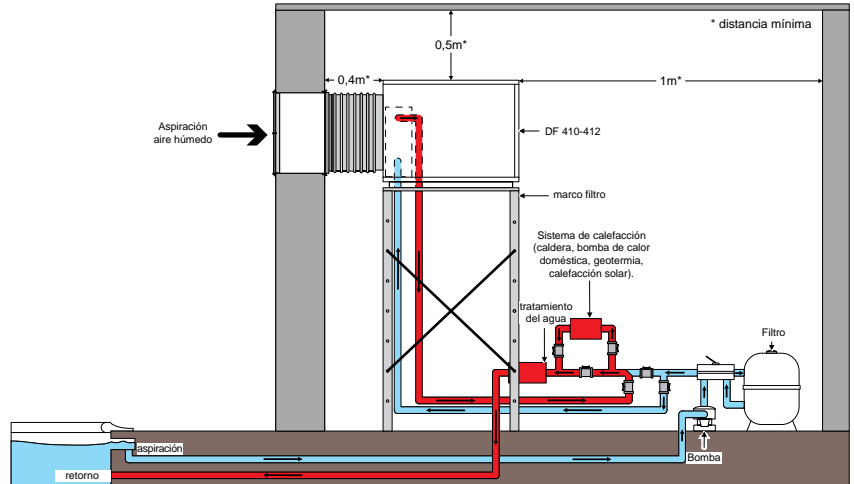 * distancia mínima
0,5m*
0,4m*
1m*
Aspiración
aire húmedo
DF 410-412
marco filtro
Sistema de calefacción
(caldera, bomba de calor
doméstica, geotermia,
calefacción solar).
tratamiento
del agua
Filtro
aspiración
Bomba
retorno